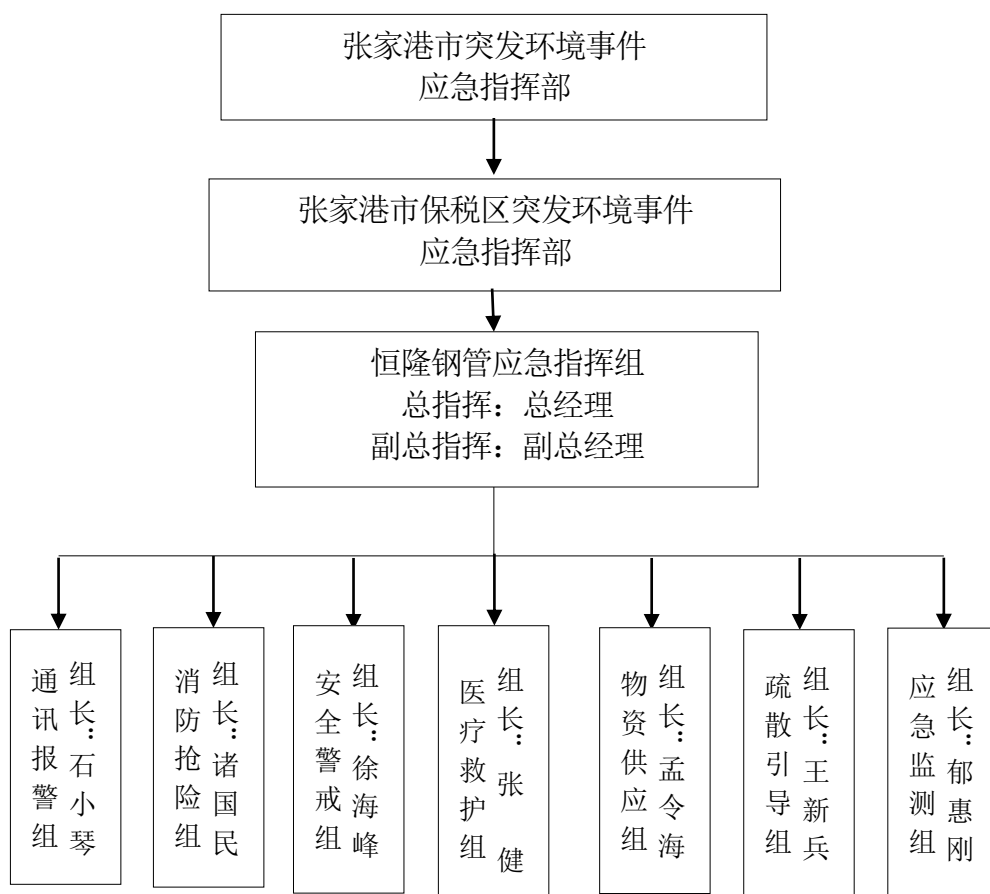 张家港市突发环境事件
应急指挥部
张家港市保税区突发环境事件
应急指挥部
恒隆钢管应急指挥组
总指挥：总经理
副总指挥：副总经理
通讯报警组
组长：石小琴
消防抢险组
组长：诸国民
安全警戒组
组长：徐海峰
医疗救护组
组长：张 健
物资供应组
组长：孟令海
疏散引导组
组长：王新兵
应急监测组
组长：郁惠刚